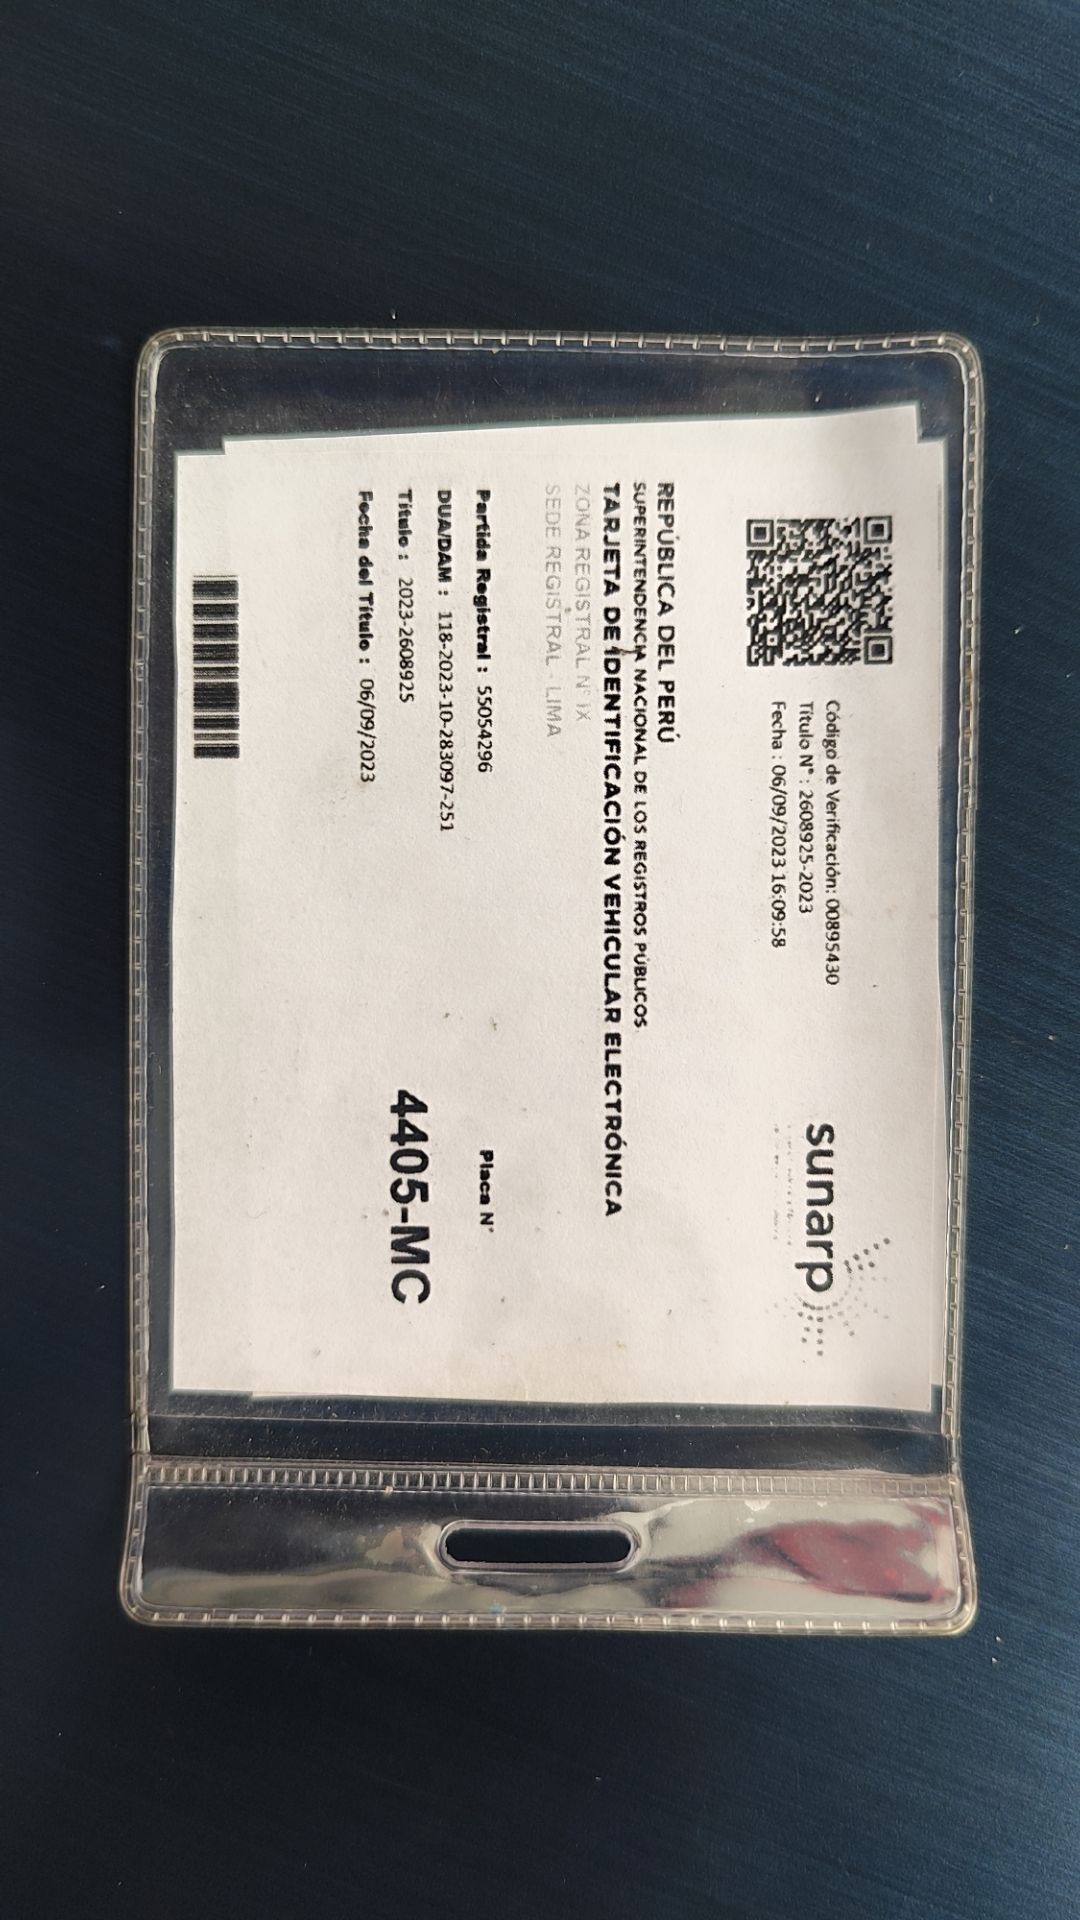 Código de Verificación: 00895430
Título N° : 2608925-2023
Fecha : 06/09/2023 16:09:58
sunarp
REPÚBLICA DEL PERÚ
SUPERINTENDENCIA NACIONAL DE LOS REGISTROS PÚBLICOS
TARJETA DE IDENTIFICACIÓN VEHICULAR ELECTRÓNICA
ZONA REGISTRAL N° IX
SEDE REGISTRAL - LIMA
Partida Registral : 55054296
DUA/DAM : 118-2023-10-283097-251
Título : 2023-2608925
Fecha del Título : 06/09/2023
Placa N°
4405-MC